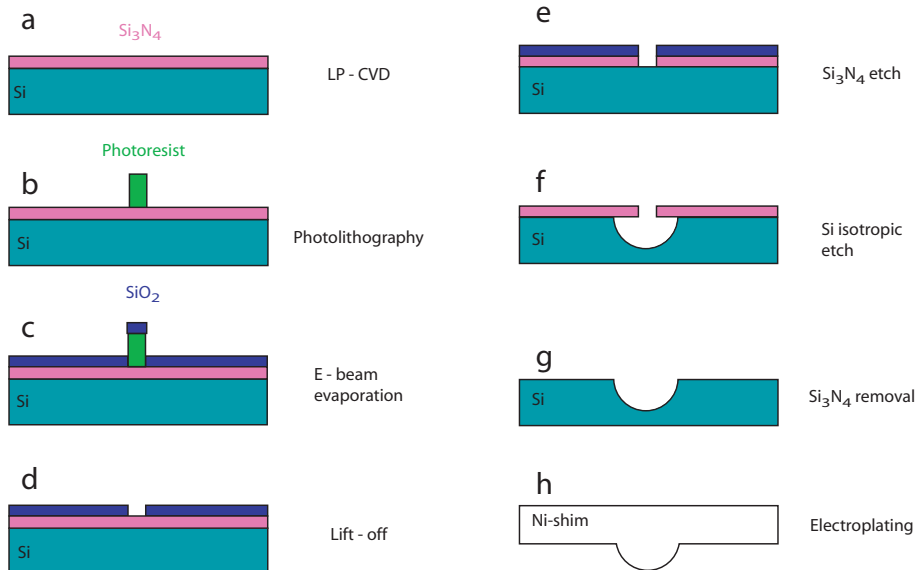 a
Si₃N₄
Si
LP - CVD
Photoresist
b
Si
Photolithography
SiO₂
c
Si
E - beam
evaporation
d
Si
Lift - off
e
Si
Si₃N₄ etch
f
Si
Si isotropic
etch
g
Si
Si₃N₄ removal
h
Ni-shim
Electroplating